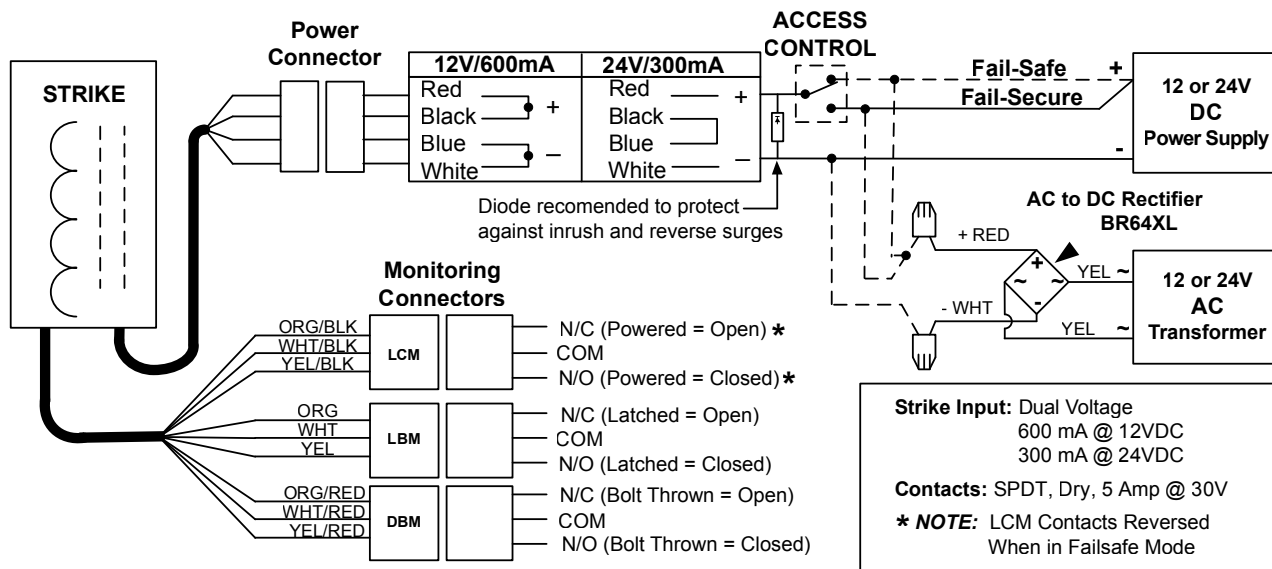 Power
Connector
ACCESS
CONTROL
STRIKE
12V/600mA
24V/300mA
Red
Black
Blue
White
+
−
Red
Black
Blue
White
+
−
Fail-Safe
Fail-Secure
+
-
12 or 24V
DC
Power Supply
Diode recomended to protect
against inrush and reverse surges
AC to DC Rectifier
BR64XL
+ RED
- WHT
+
~
~
-
YEL ~
YEL ~
12 or 24V
AC
Transformer
Monitoring
Connectors
ORG/BLK
WHT/BLK
YEL/BLK
LCM
N/C (Powered = Open) *
COM
N/O (Powered = Closed) *
ORG
WHT
YEL
LBM
N/C (Latched = Open)
COM
N/O (Latched = Closed)
ORG/RED
WHT/RED
YEL/RED
DBM
N/C (Bolt Thrown = Open)
COM
N/O (Bolt Thrown = Closed)
Strike Input: Dual Voltage
600 mA @ 12VDC
300 mA @ 24VDC
Contacts: SPDT, Dry, 5 Amp @ 30V
* NOTE: LCM Contacts Reversed
When in Failsafe Mode